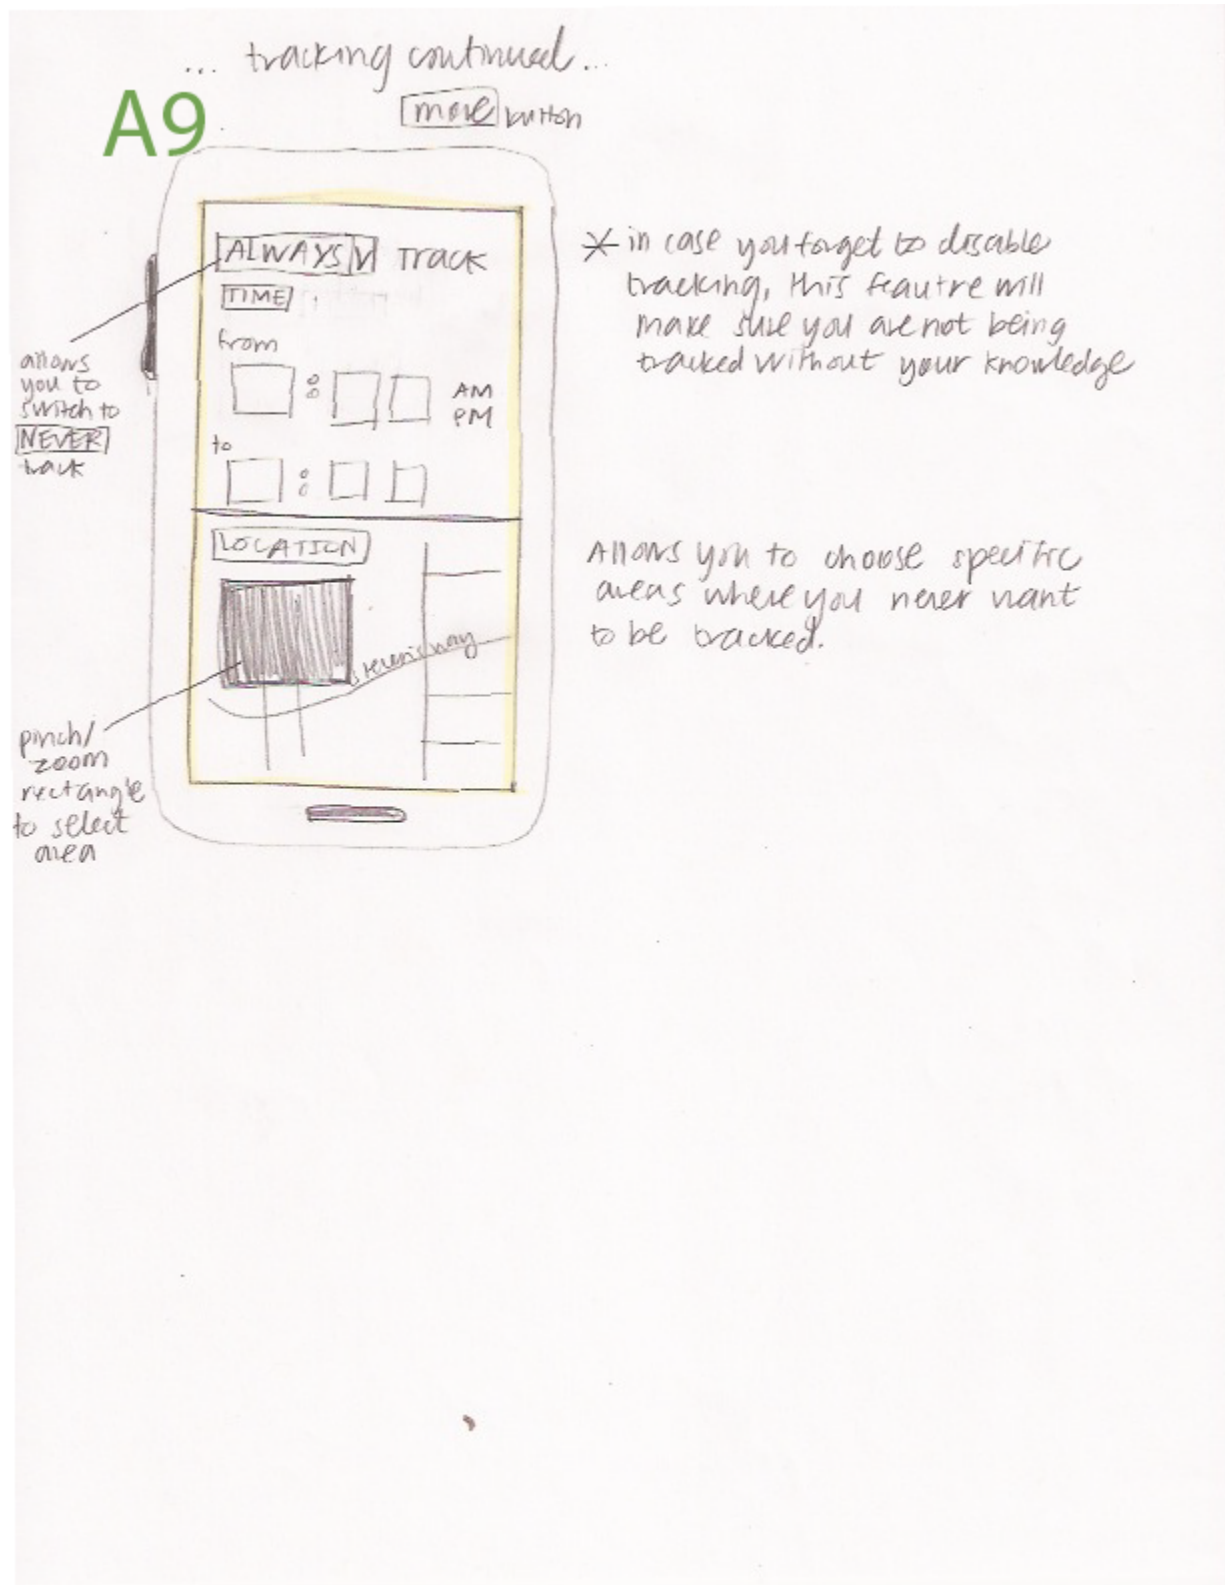 ... tracking continued...
A9
more button
ALWAYS V Track
TIME
from
: AM
PM
to
:
LOCATION
stevens way
allows
you to
switch to
NEVER
track
pinch/
zoom
rectangle
to select
area
* in case you forget to disable
tracking, this feautre will
make sure you are not being
tracked without your knowledge
Allows you to choose specific
areas where you never want
to be tracked.